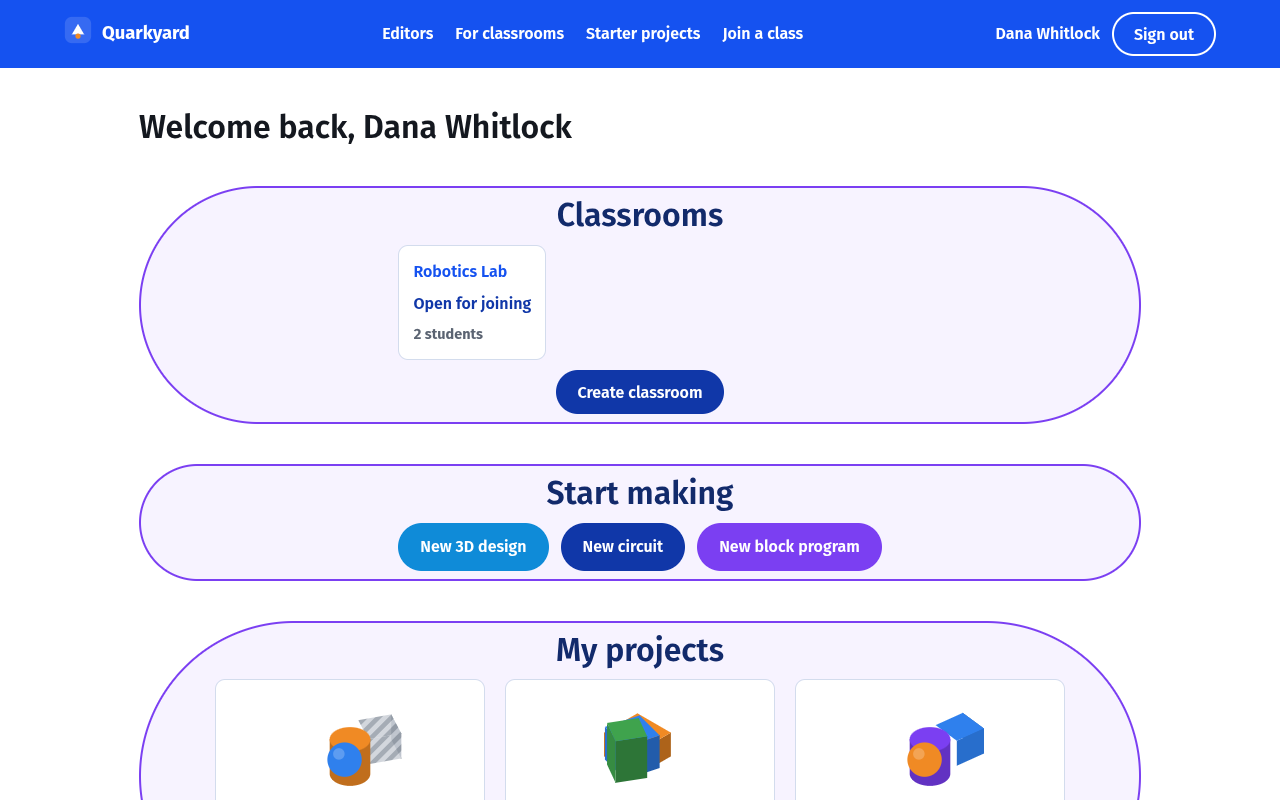 Quarkyard
Editors
For classrooms
Starter projects
Join a class
Dana Whitlock
Sign out
Welcome back, Dana Whitlock
Classrooms
Robotics Lab
Open for joining
2 students
Create classroom
Start making
New 3D design
New circuit
New block program
My projects